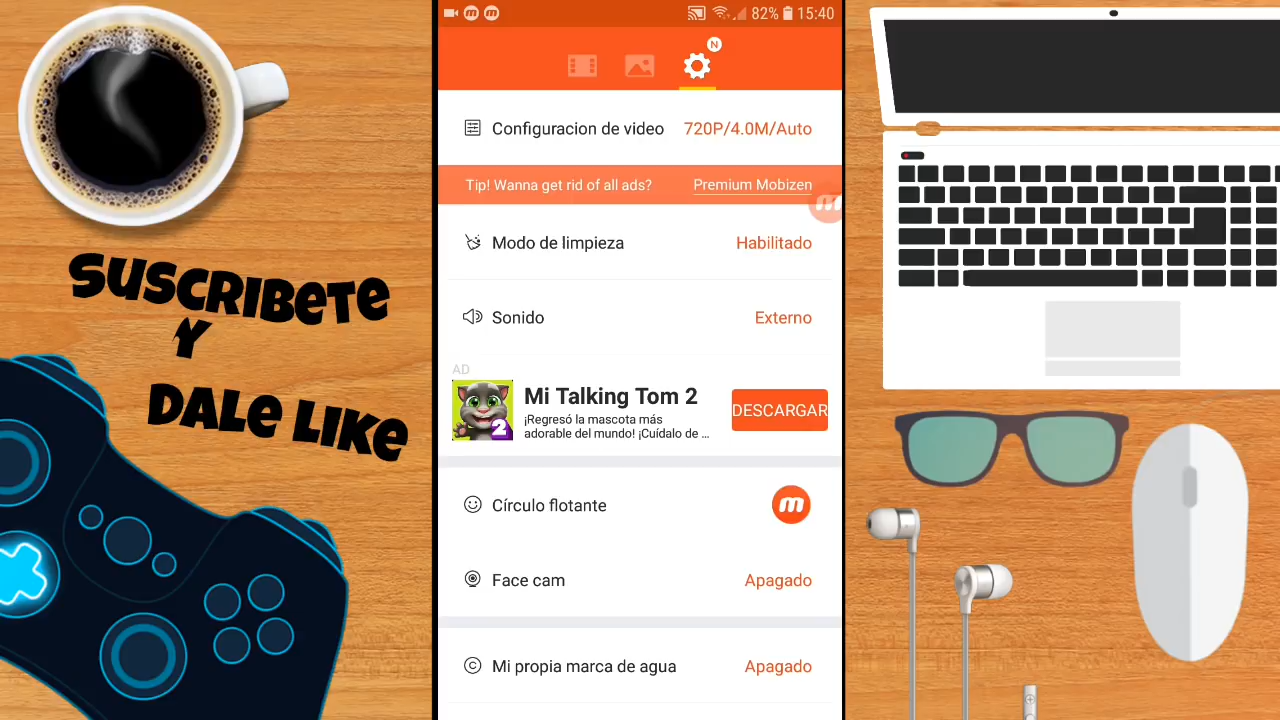 82% 15:40
N
Configuracion de video 720P/4.0M/Auto
Tip! Wanna get rid of all ads? Premium Mobizen
Modo de limpieza Habilitado
Sonido Externo
AD
Mi Talking Tom 2
¡Regresó la mascota más
adorable del mundo! ¡Cuídalo de ...
DESCARGAR
2
Círculo flotante m
Face cam Apagado
Mi propia marca de agua Apagado
SUSCRIBETE
Y
DALE LIKE